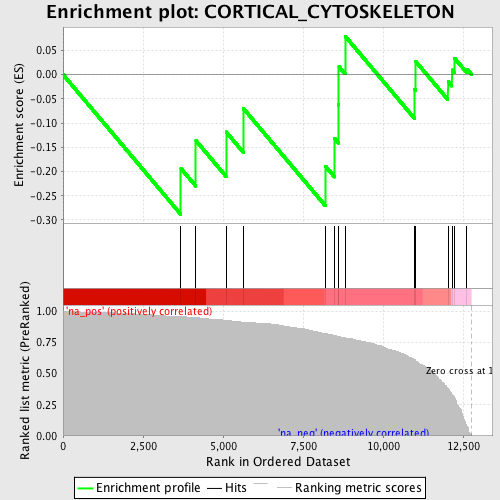 Enrichment plot: CORTICAL_CYTOSKELETON
Enrichment score (ES)
0.05
0.00
-0.05
-0.10
-0.15
-0.20
-0.25
-0.30
'na_pos' (positively correlated)
Ranked list metric (PreRanked)
1.00
0.75
0.50
0.25
0.00
Zero cross at 1
'na_neg' (negatively correlated)
0
2,500
5,000
7,500
10,000
12,500
Rank in Ordered Dataset
Enrichment profile
Hits
Ranking metric scores